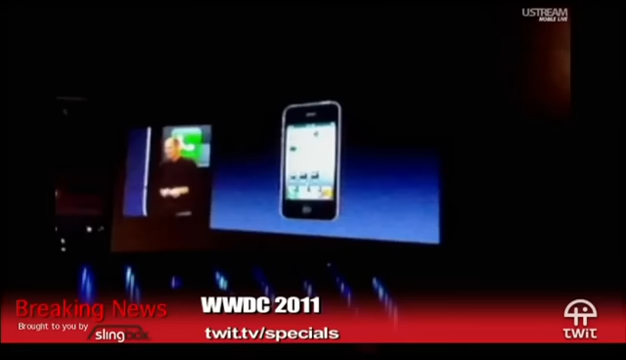 USTREAM
MOBILE LIVE
Breaking News
Brought to you by
sling
WWDC 2011
twit.tv/specials
TWiT